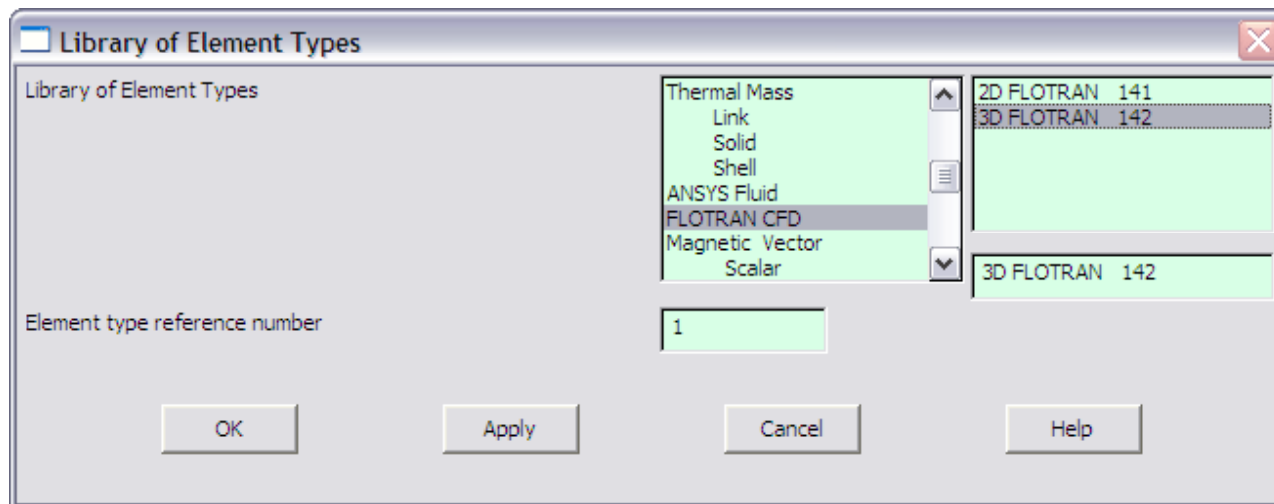 Library of Element Types
Library of Element Types
Thermal Mass
Link
Solid
Shell
ANSYS Fluid
FLOTRAN CFD
Magnetic Vector
Scalar
2D FLOTRAN 141
3D FLOTRAN 142
3D FLOTRAN 142
Element type reference number
1
OK
Apply
Cancel
Help